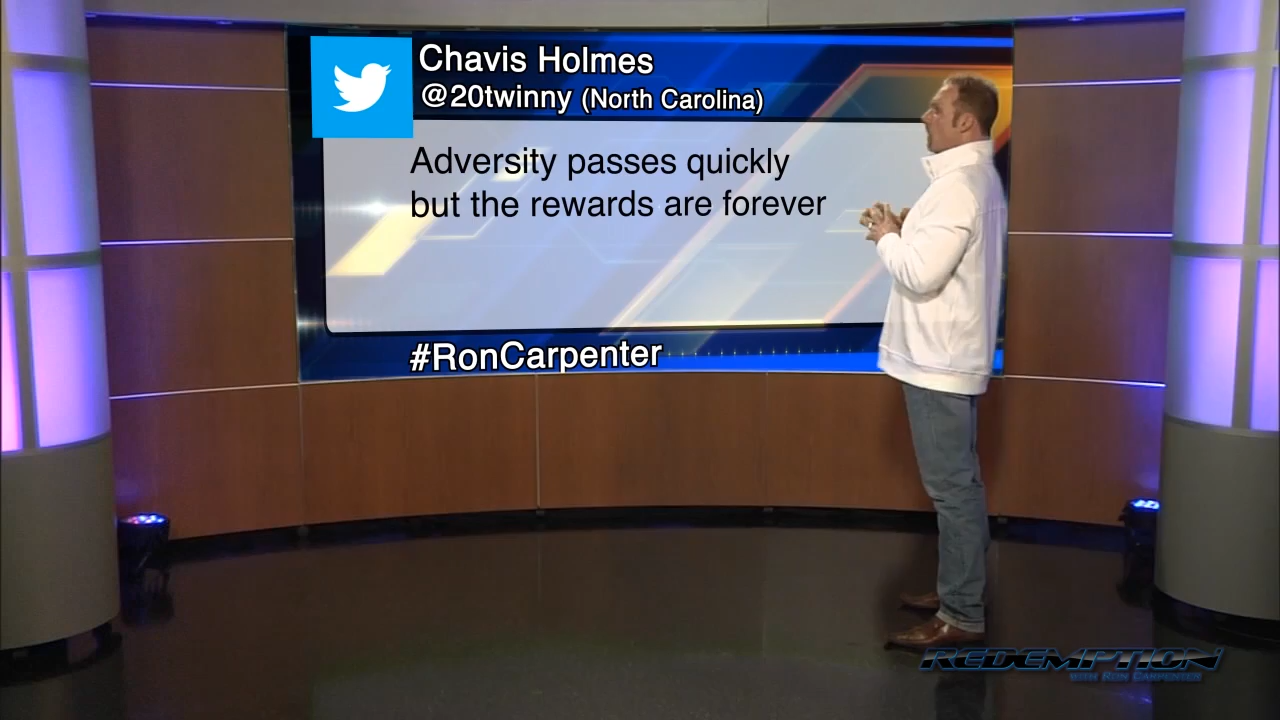 Chavis Holmes
@20twinny (North Carolina)
Adversity passes quickly
but the rewards are forever
#RonCarpenter
REDEMPTION
WITH RON CARPENTER